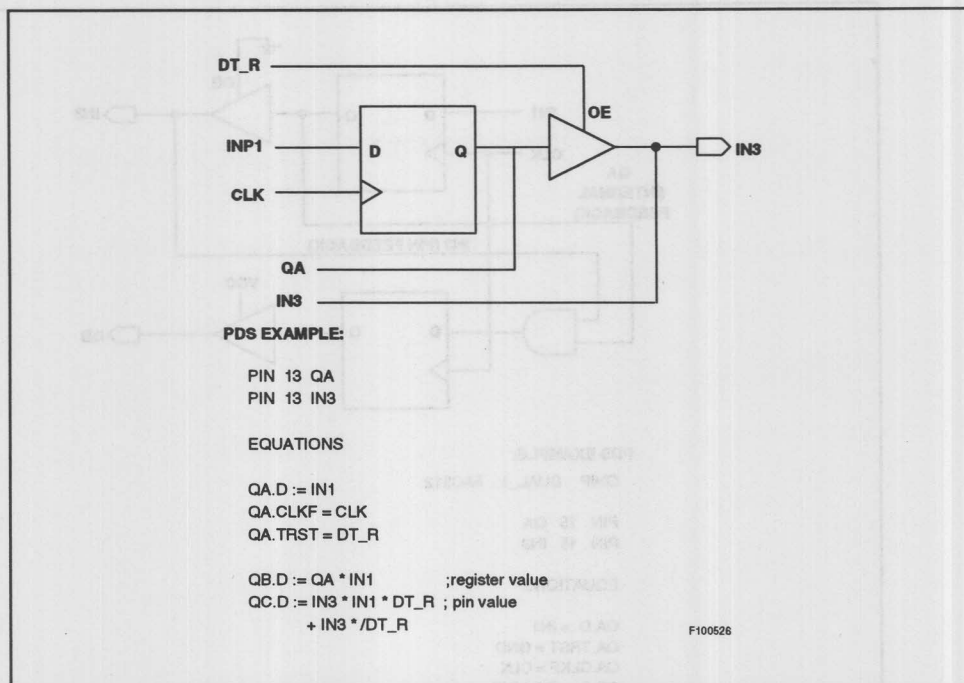 DT_R
OE
INP1
D
Q
IN3
CLK
QA
IN3
PDS EXAMPLE:
PIN 13 QA
PIN 13 IN3
EQUATIONS
QA.D := IN1
QA.CLKF = CLK
QA.TRST = DT_R
QB.D := QA * IN1 ;register value
QC.D := IN3 * IN1 * DT_R ; pin value
+ IN3 * /DT_R
F100526